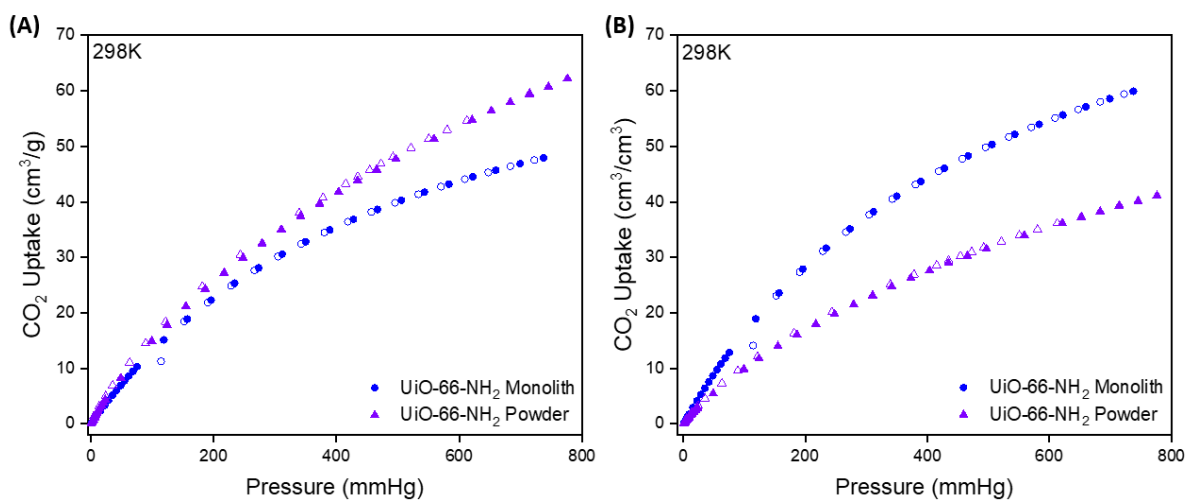 (A)
298K
CO₂ Uptake (cm³/g)
70
60
50
40
30
20
10
0
0 200 400 600 800
Pressure (mmHg)
UiO-66-NH₂ Monolith
UiO-66-NH₂ Powder
(B)
298K
CO₂ Uptake (cm³/cm³)
70
60
50
40
30
20
10
0
0 200 400 600 800
Pressure (mmHg)
UiO-66-NH₂ Monolith
UiO-66-NH₂ Powder